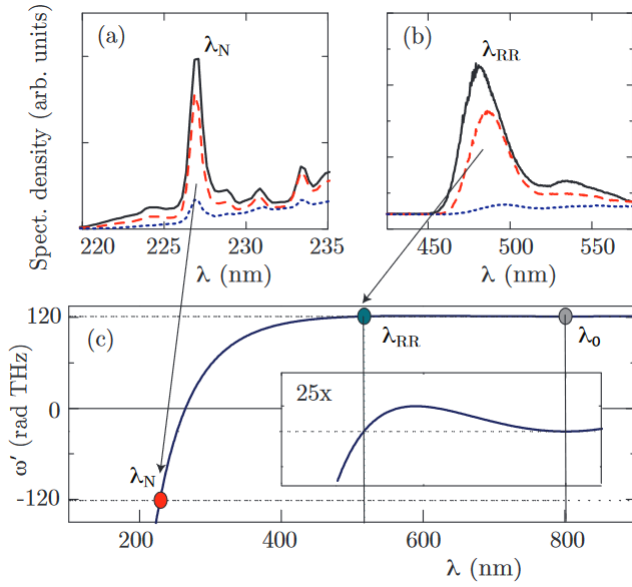 (a)
λN
(b)
λRR
Spect. density (arb. units)
220 225 230 235
450 500 550
λ (nm)
λ (nm)
120
(c)
λRR
λ0
25x
0
ω′ (rad THz)
λN
-120
200 400 600 800
λ (nm)